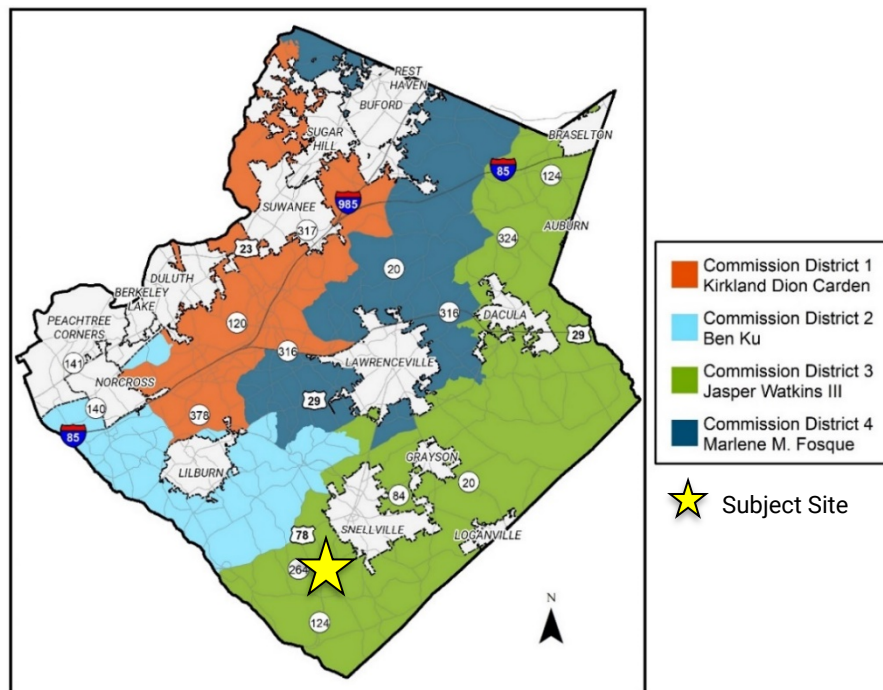 REST
HAVEN
BUFORD
SUGAR
HILL
BRASELTON
85
124
985
SUWANEE
317
AUBURN
23
324
DULUTH
20
BERKELEY
LAKE
120
316
DACULA
PEACHTREE
CORNERS
29
141
316
LAWRENCEVILLE
NORCROSS
29
140
378
85
LILBURN
GRAYSON
20
84
SNELLVILLE
78
LOGANVILLE
264
124
N
Commission District 1
Kirkland Dion Carden
Commission District 2
Ben Ku
Commission District 3
Jasper Watkins III
Commission District 4
Marlene M. Fosque
Subject Site